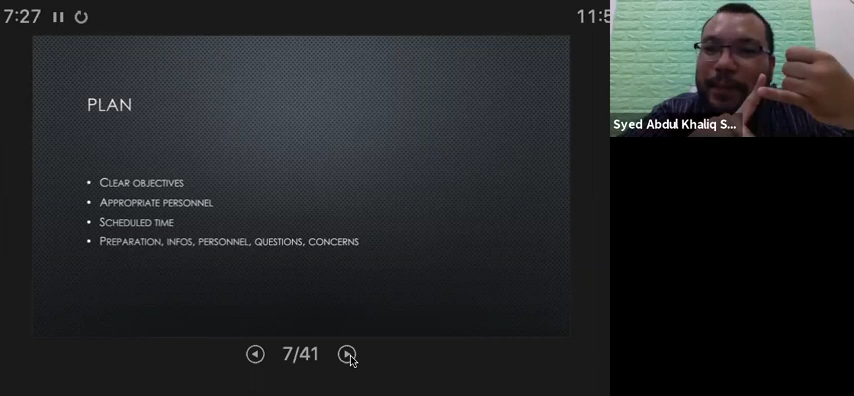 7:27
11:5
PLAN
• CLEAR OBJECTIVES
• APPROPRIATE PERSONNEL
• SCHEDULED TIME
• PREPARATION, INFOS, PERSONNEL, QUESTIONS, CONCERNS
7/41
Syed Abdul Khaliq S...